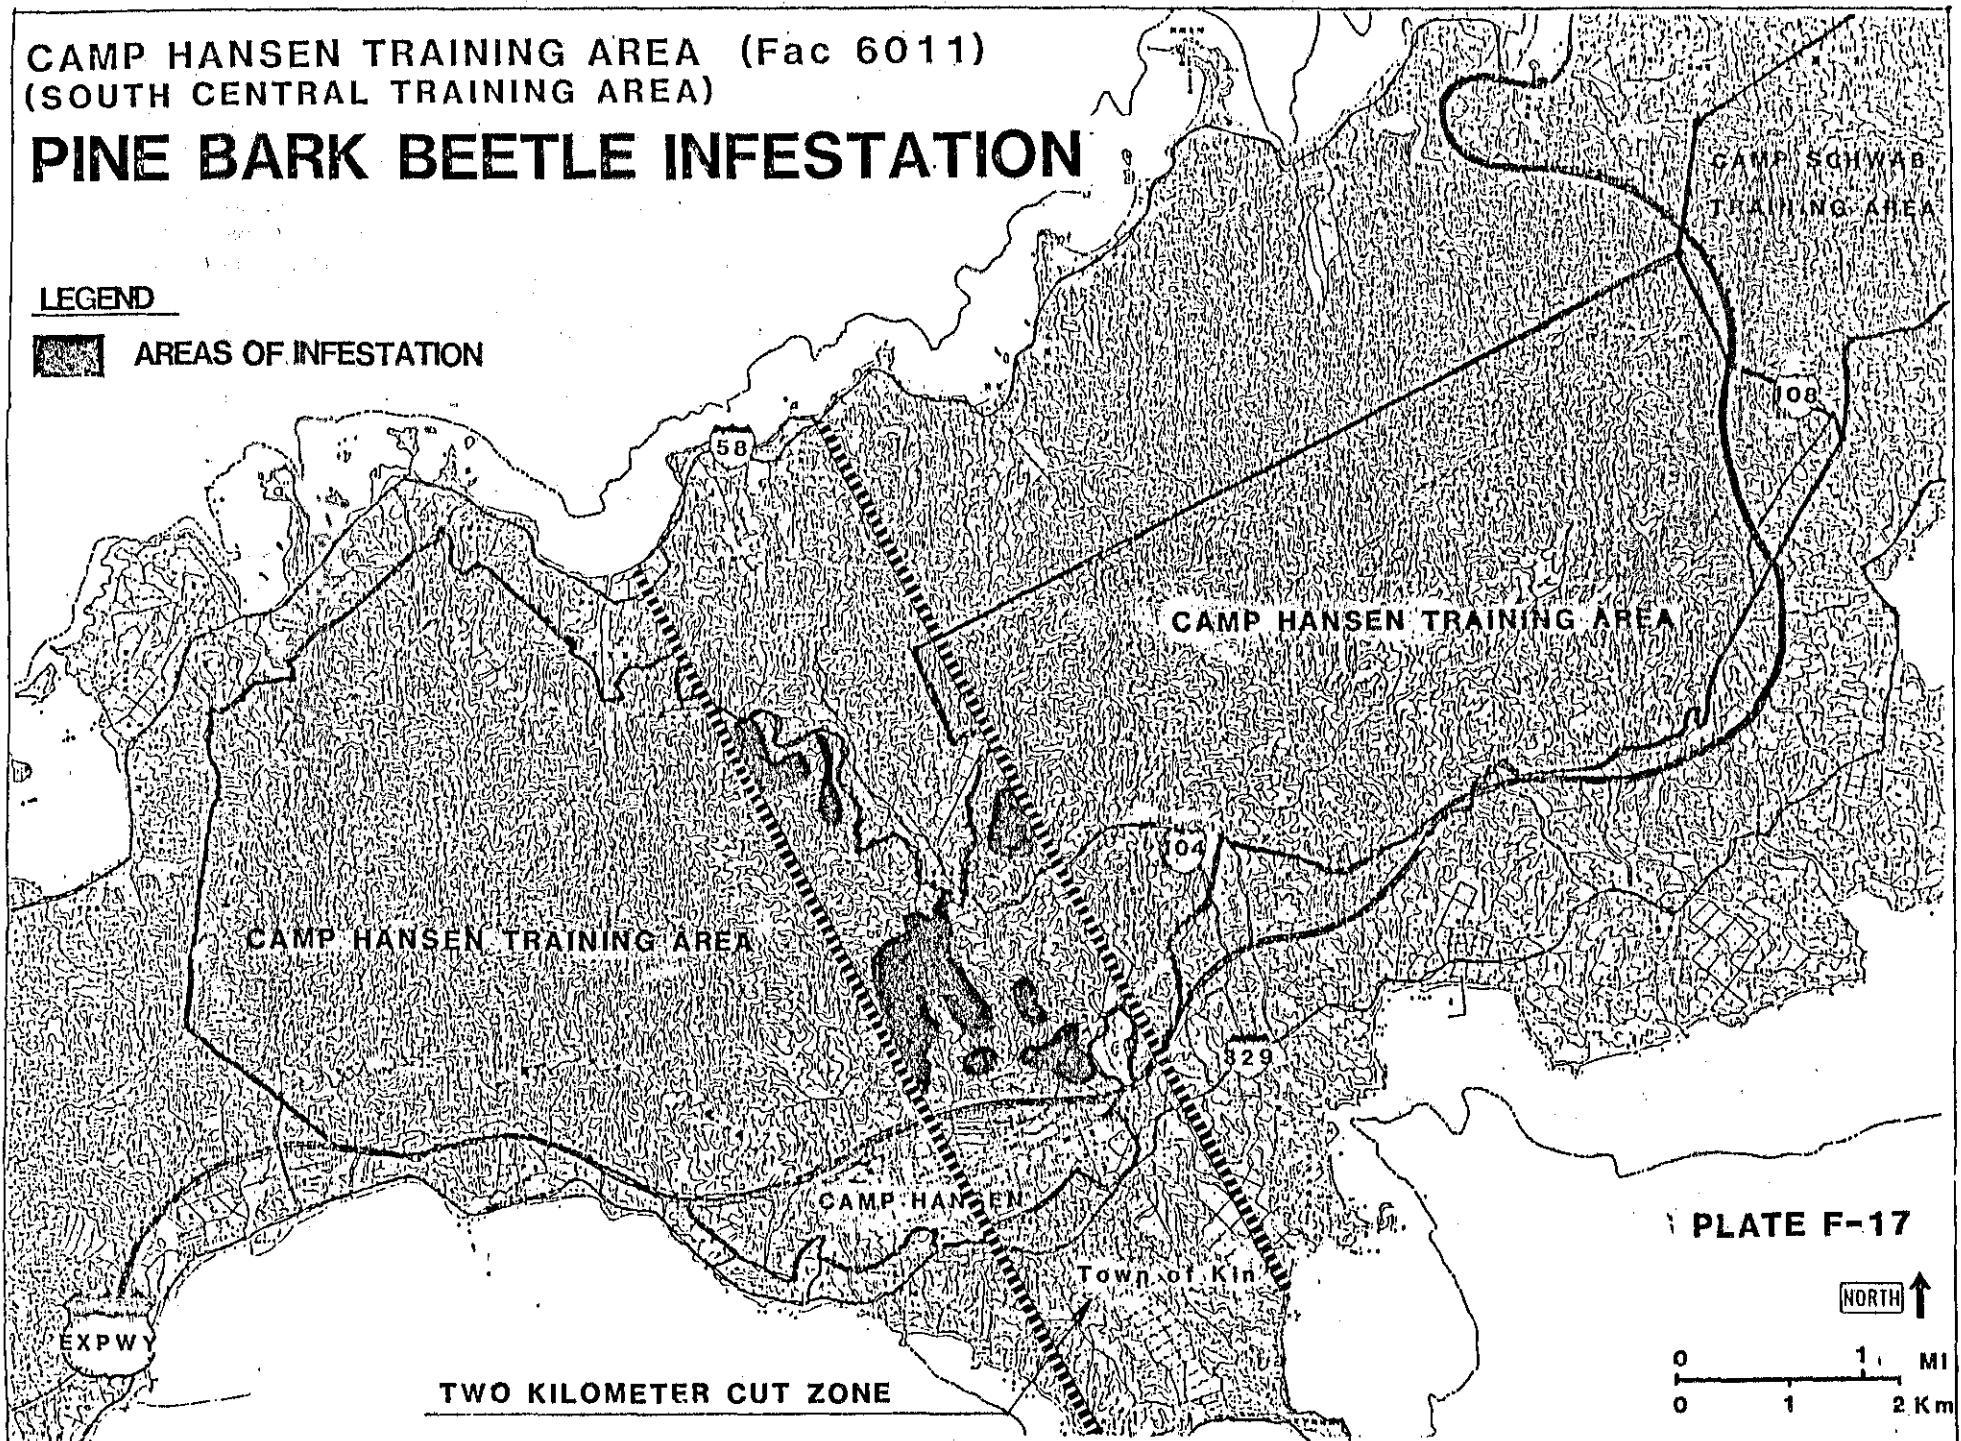 CAMP HANSEN TRAINING AREA (Fac 6011)
(SOUTH CENTRAL TRAINING AREA)
PINE BARK BEETLE INFESTATION
LEGEND
AREAS OF INFESTATION
CAMP SCHWAB
TRAINING AREA
108
58
CAMP HANSEN TRAINING AREA
104
CAMP HANSEN TRAINING AREA
329
CAMP HANSEN
PLATE F-17
Town of Kin
NORTH
EXPWY
TWO KILOMETER CUT ZONE
0 1 MI
0 1 2 Km